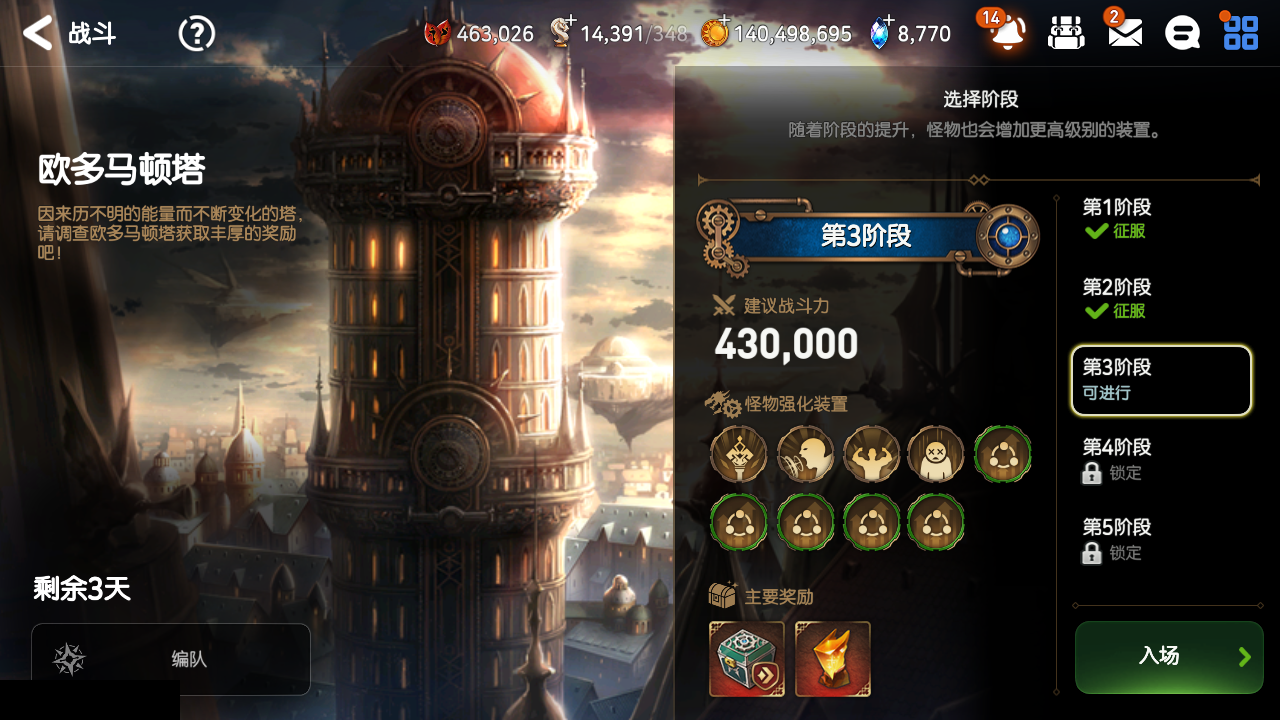 战斗
?
463,026
14,391/348
140,498,695
8,770
14
2
欧多马顿塔
因来历不明的能量而不断变化的塔,
请调查欧多马顿塔获取丰厚的奖励
吧!
剩余3天
编队
选择阶段
随着阶段的提升，怪物也会增加更高级别的装置。
第3阶段
建议战斗力
430,000
怪物强化装置
主要奖励
第1阶段
征服
第2阶段
征服
第3阶段
可进行
第4阶段
锁定
第5阶段
锁定
入场